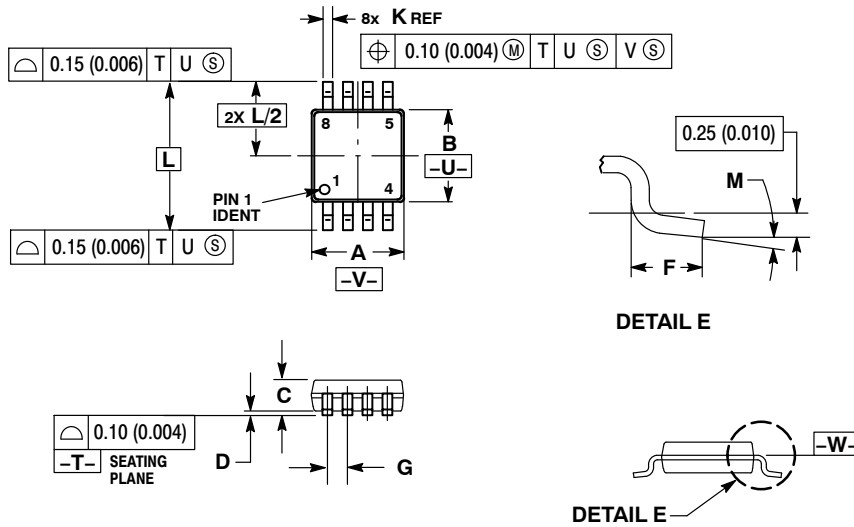 8x K REF
⌖ 0.10 (0.004) Ⓜ T U Ⓢ V Ⓢ
⌓ 0.15 (0.006) T U Ⓢ
2X L/2
8 5
B
–U–
L
1
4
PIN 1
IDENT
⌓ 0.15 (0.006) T U Ⓢ
A
–V–
0.25 (0.010)
M
F
DETAIL E
C
⌓ 0.10 (0.004)
–T– SEATING
PLANE
D
G
–W–
DETAIL E